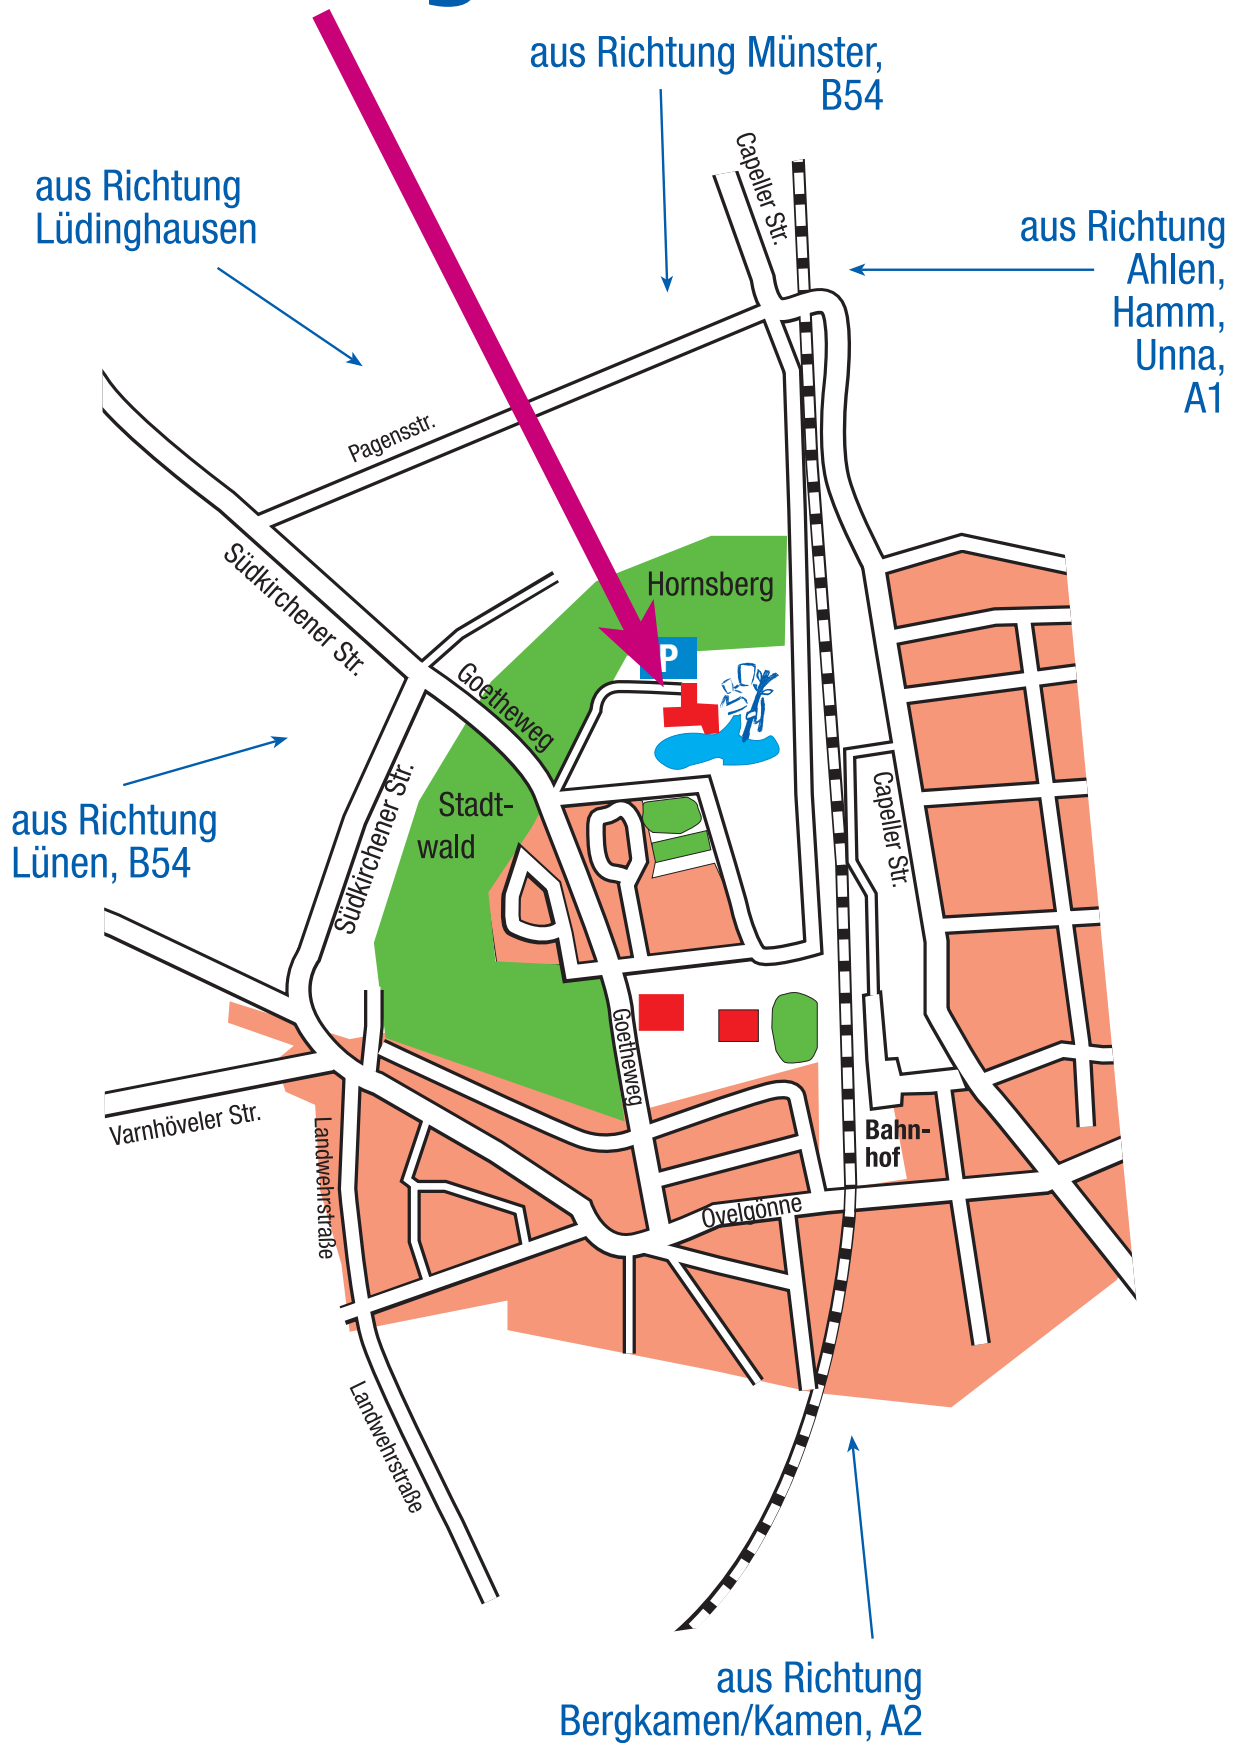 aus Richtung Münster,
B54
Capeller Str.
aus Richtung
Lüdinghausen
aus Richtung
Ahlen,
Hamm,
Unna,
A1
Pagensstr.
Südkirchener Str.
Hornsberg
P
Goetheweg
aus Richtung
Lünen, B54
Südkirchener Str.
Stadt-
wald
Capeller Str.
Goetheweg
Varnhöveler Str.
Landwehrstraße
Bahn-
hof
Ovelgönne
Landwehrstraße
aus Richtung
Bergkamen/Kamen, A2